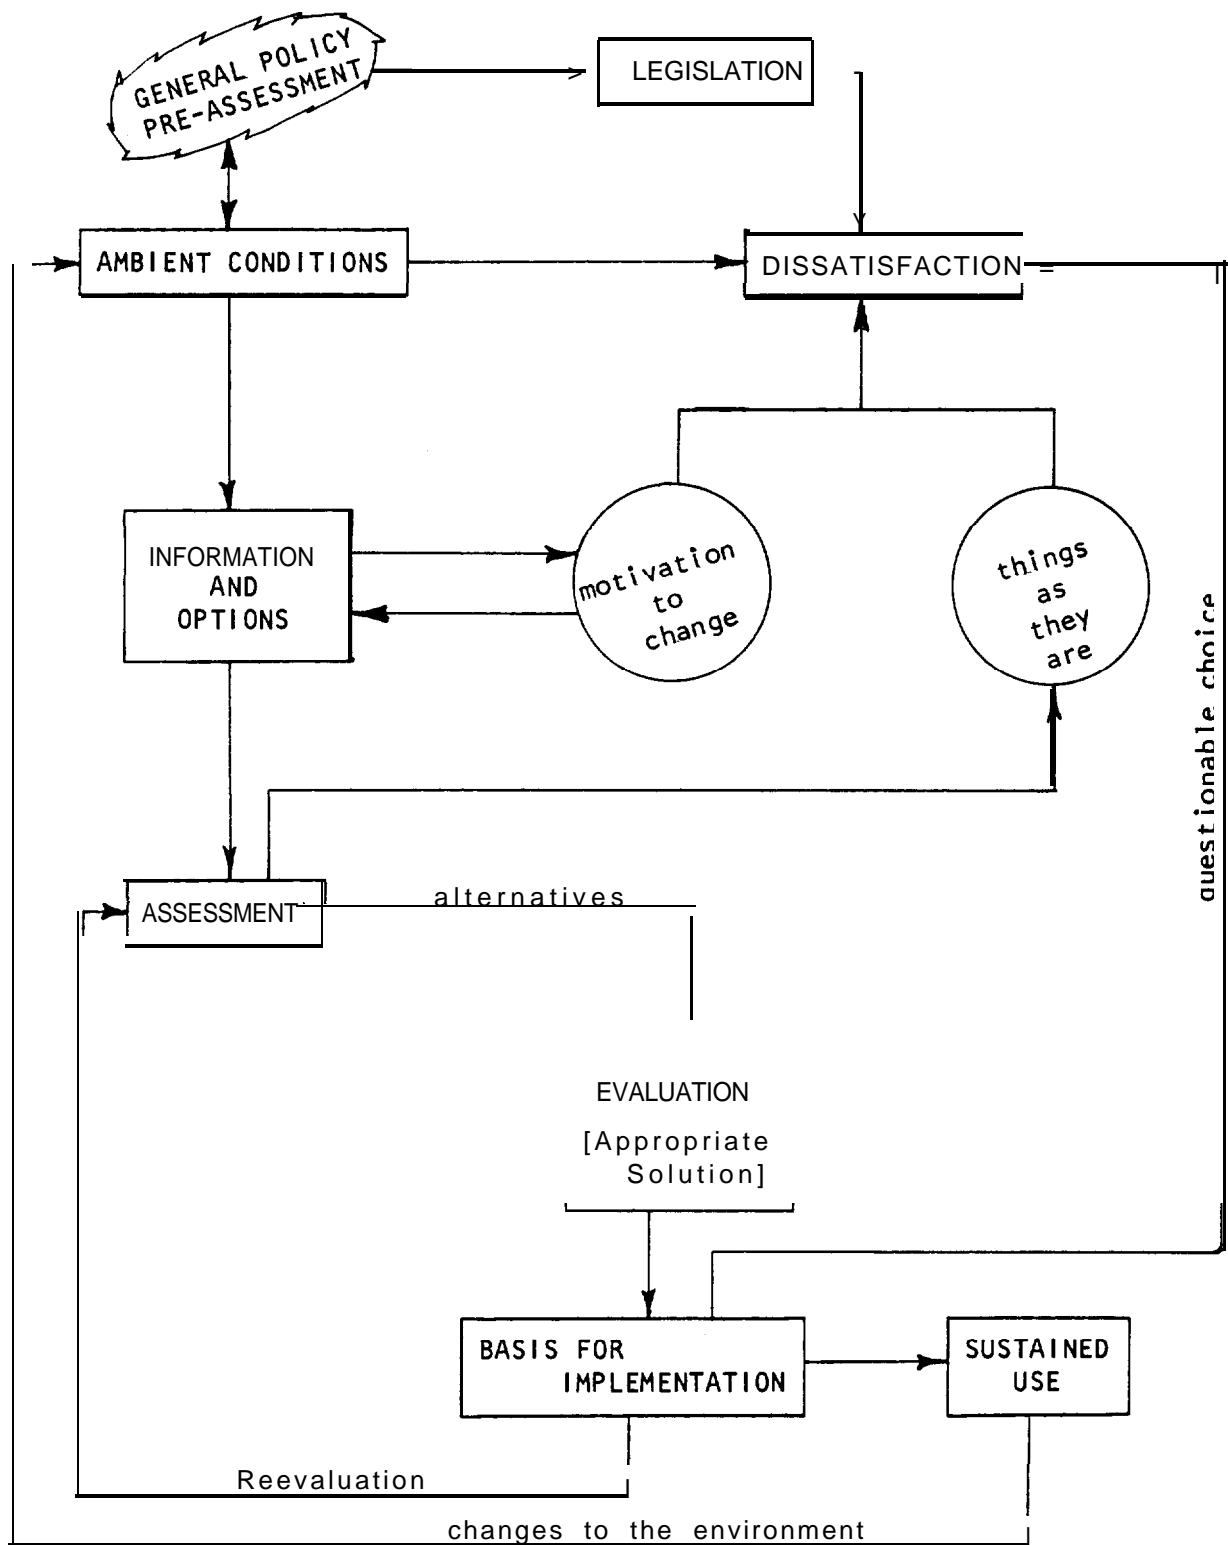 GENERAL POLICY
PRE-ASSESSMENT
LEGISLATION
AMBIENT CONDITIONS
DISSATISFACTION =
INFORMATION
AND
OPTIONS
motivation
to
change
things
as
they
are
questionable choice
ASSESSMENT
alternatives
EVALUATION
[Appropriate
Solution]
BASIS FOR
IMPLEMENTATION
SUSTAINED
USE
Reevaluation
changes to the environment